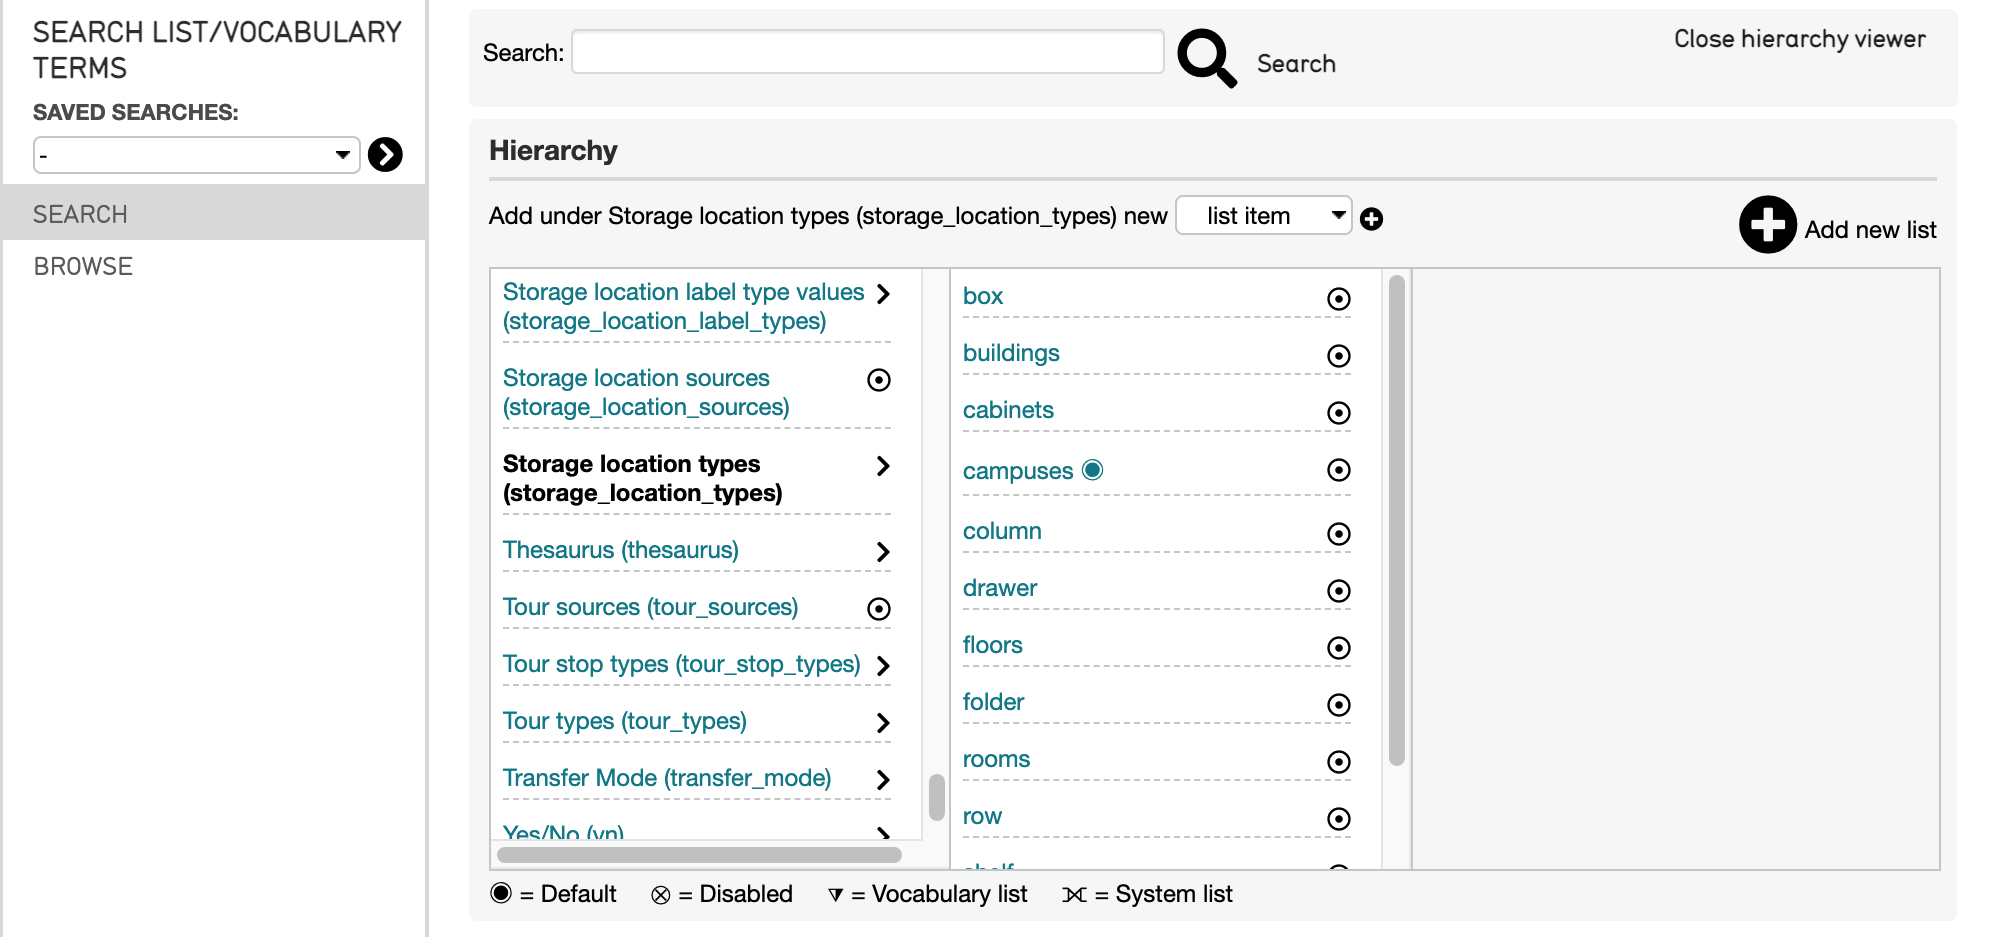 SEARCH LIST/VOCABULARY
TERMS
SAVED SEARCHES:
-
SEARCH
BROWSE
Search:
Search
Close hierarchy viewer
Hierarchy
Add under Storage location types (storage_location_types) new list item
Add new list
Storage location label type values
(storage_location_label_types)
Storage location sources
(storage_location_sources)
Storage location types
(storage_location_types)
Thesaurus (thesaurus)
Tour sources (tour_sources)
Tour stop types (tour_stop_types)
Tour types (tour_types)
Transfer Mode (transfer_mode)
Yes/No (yn)
box
buildings
cabinets
campuses
column
drawer
floors
folder
rooms
row
shelf
= Default = Disabled = Vocabulary list = System list